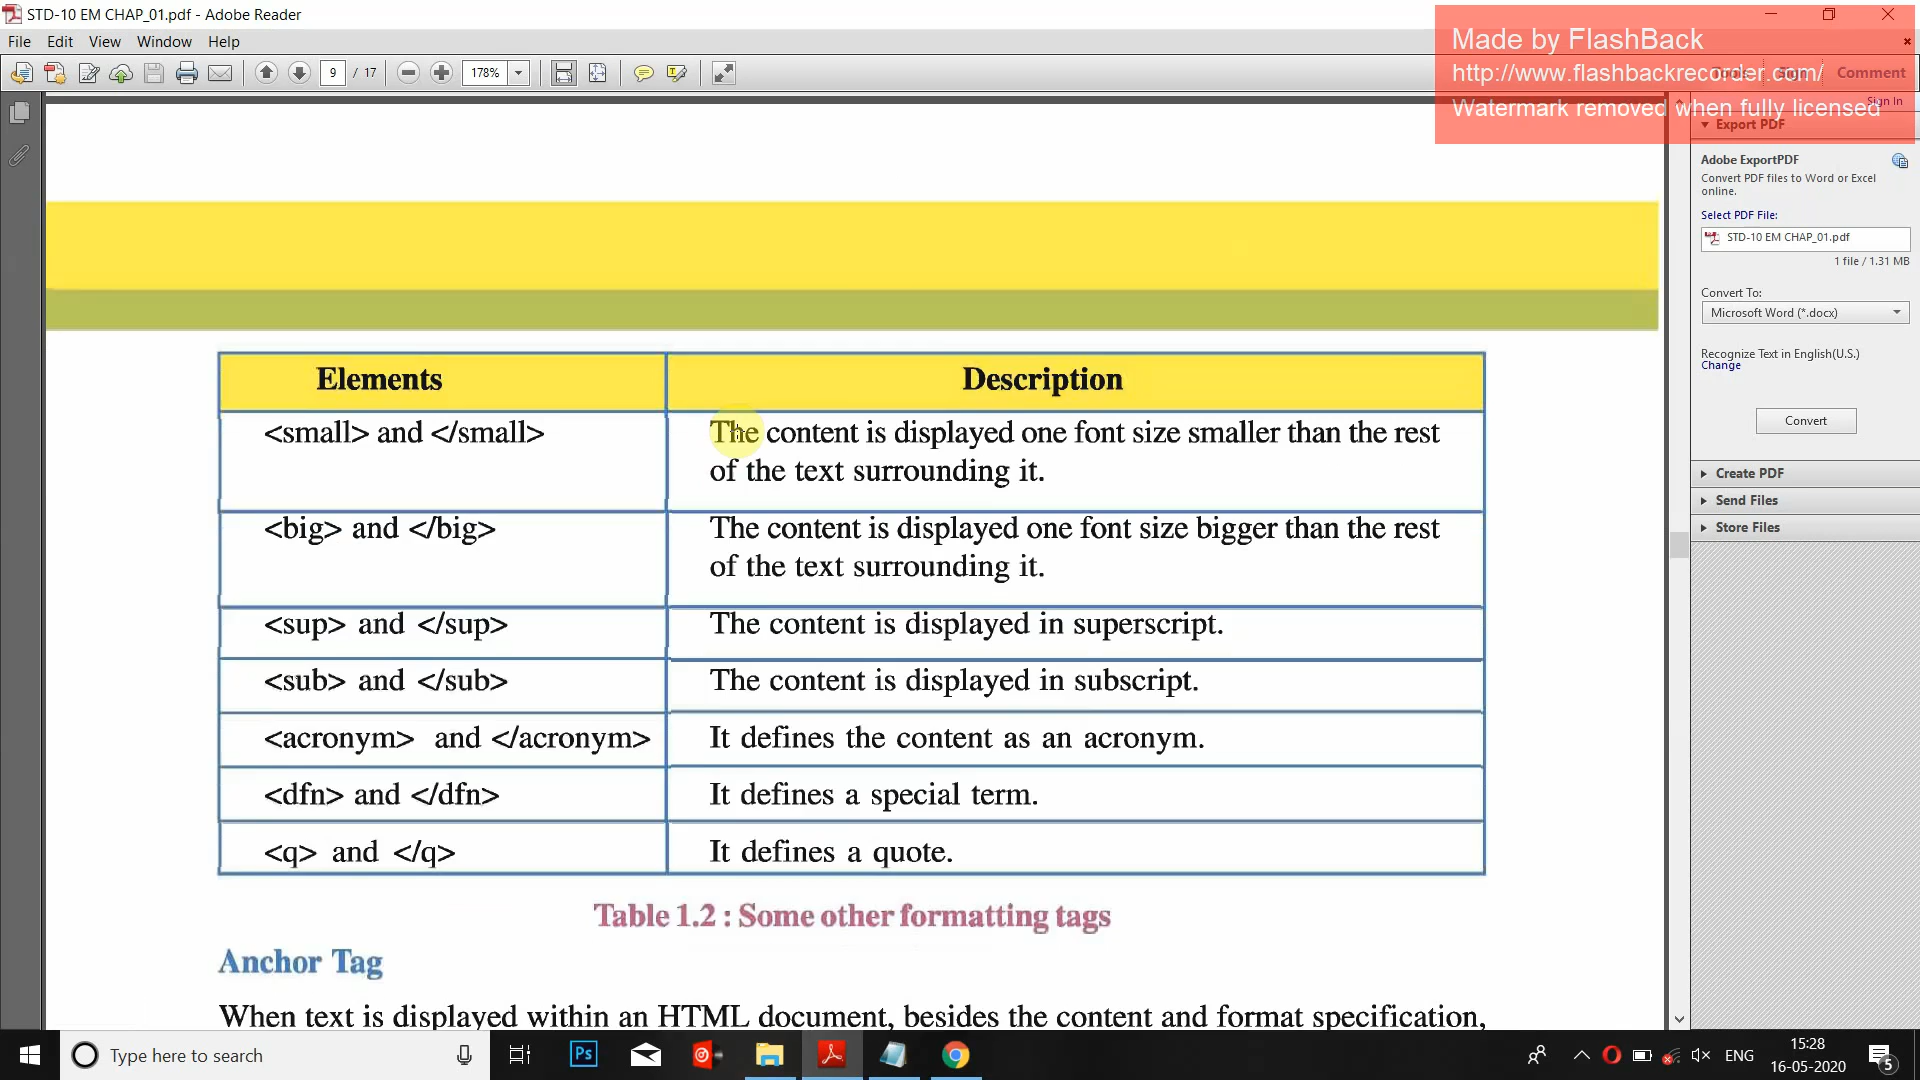 STD-10 EM CHAP_01.pdf - Adobe Reader
File Edit View Window Help
9 / 17 178%
Made by FlashBack
http://www.flashbackrecorder.com/
Watermark removed when fully licensed
Comment
Sign In
Export PDF
Adobe ExportPDF
Convert PDF files to Word or Excel
online.
Select PDF File:
STD-10 EM CHAP_01.pdf
1 file / 1.31 MB
Convert To:
Microsoft Word (*.docx)
Recognize Text in English(U.S.)
Change
Convert
Create PDF
Send Files
Store Files
Elements Description
<small> and </small> The content is displayed one font size smaller than the rest
of the text surrounding it.
<big> and </big> The content is displayed one font size bigger than the rest
of the text surrounding it.
<sup> and </sup> The content is displayed in superscript.
<sub> and </sub> The content is displayed in subscript.
<acronym> and </acronym> It defines the content as an acronym.
<dfn> and </dfn> It defines a special term.
<q> and </q> It defines a quote.
Table 1.2 : Some other formatting tags
Anchor Tag
When text is displayed within an HTML document, besides the content and format specification,
Type here to search
Ps
ENG
15:28
16-05-2020
5